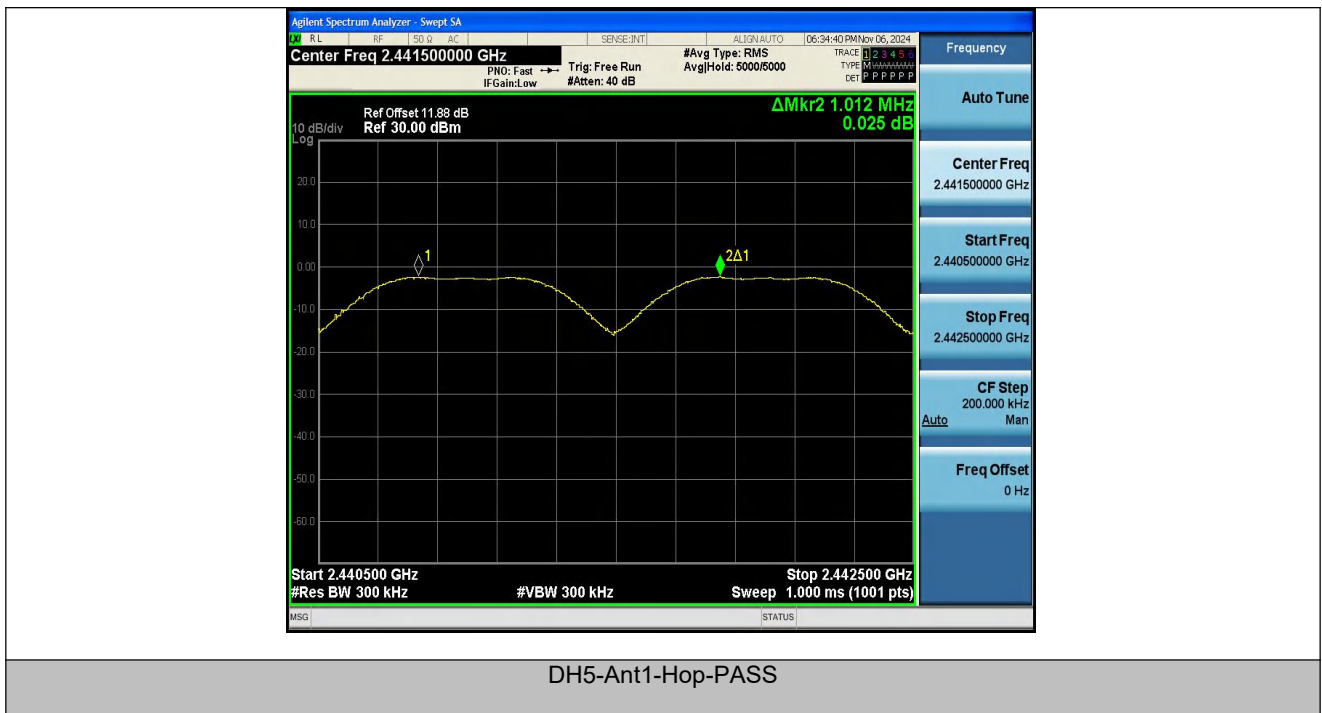 Agilent Spectrum Analyzer - Swept SA
LXI RL RF 50 Ω AC SENSE:INT ALIGNAUTO 06:34:40 PM Nov 06, 2024
Center Freq 2.441500000 GHz
PNO: Fast
IFGain:Low
Trig: Free Run
#Atten: 40 dB
#Avg Type: RMS
Avg|Hold: 5000/5000
TRACE 1 2 3 4 5 6
TYPE MWWWWW
DET P P P P P P
ΔMkr2 1.012 MHz
0.025 dB
Ref Offset 11.88 dB
10 dB/div Ref 30.00 dBm
Log
20.0
10.0
0.00
-10.0
-20.0
-30.0
-40.0
-50.0
-60.0
1
2Δ1
Start 2.440500 GHz Stop 2.442500 GHz
#Res BW 300 kHz #VBW 300 kHz Sweep 1.000 ms (1001 pts)
MSG STATUS
Frequency
Auto Tune
Center Freq
2.441500000 GHz
Start Freq
2.440500000 GHz
Stop Freq
2.442500000 GHz
CF Step
200.000 kHz
Auto Man
Freq Offset
0 Hz
DH5-Ant1-Hop-PASS